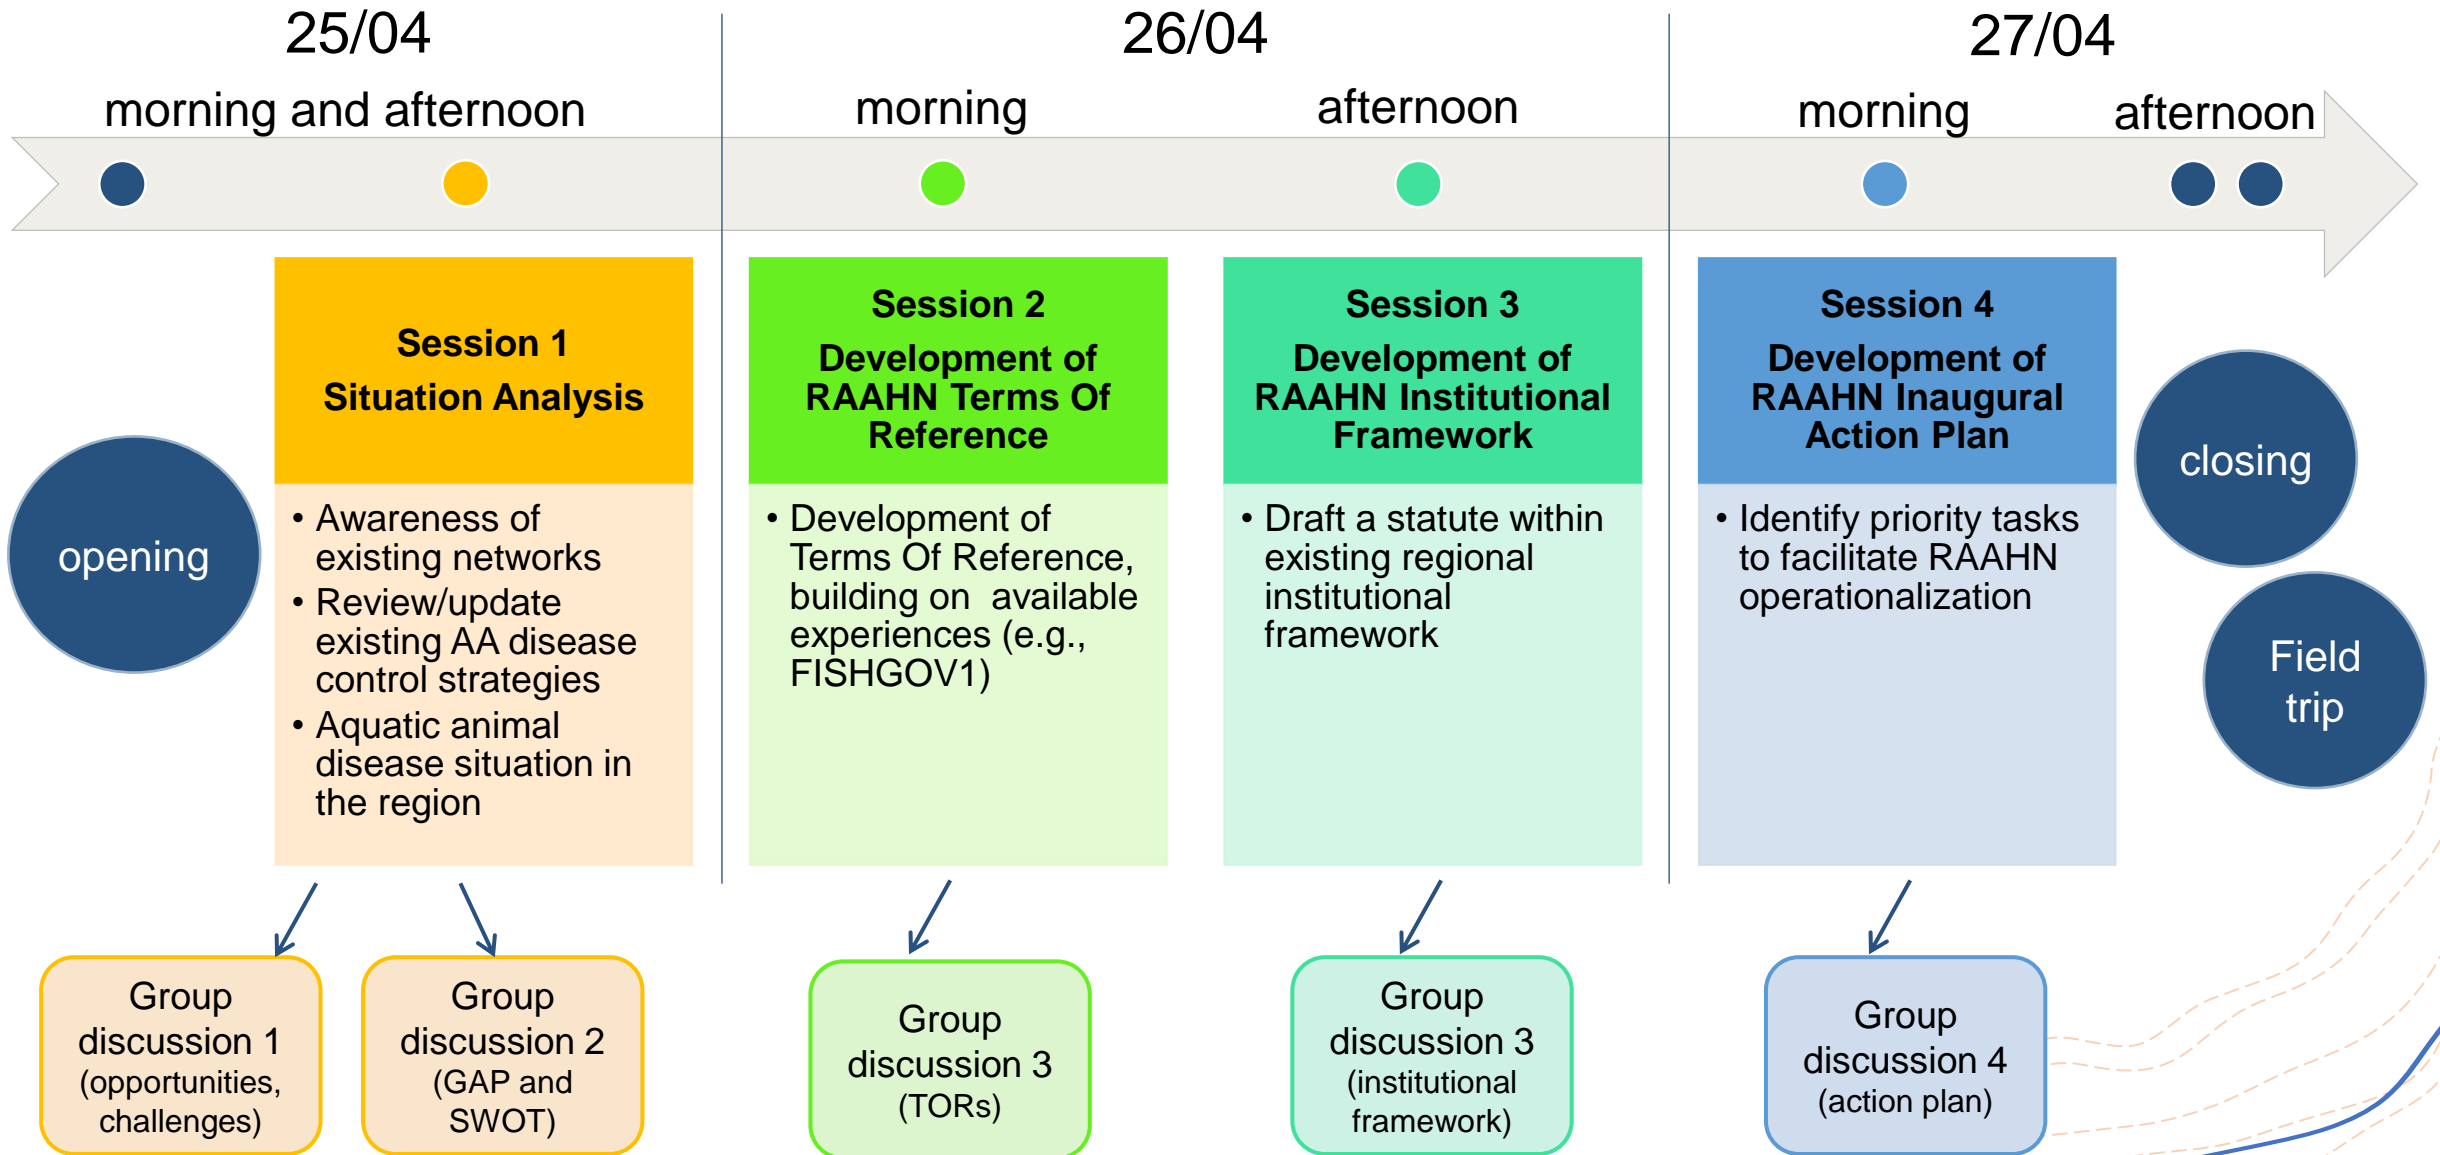 25/04
26/04
27/04
morning and afternoon
morning
afternoon
morning
afternoon
opening
Session 1
Situation Analysis
• Awareness of
existing networks
• Review/update
existing AA disease
control strategies
• Aquatic animal
disease situation in
the region
Session 2
Development of
RAAHN Terms Of
Reference
• Development of
Terms Of Reference,
building on  available
experiences (e.g.,
FISHGOV1)
Session 3
Development of
RAAHN Institutional
Framework
• Draft a statute within
existing regional
institutional
framework
Session 4
Development of
RAAHN Inaugural
Action Plan
• Identify priority tasks
to facilitate RAAHN
operationalization
closing
Field
trip
Group
discussion 1
(opportunities,
challenges)
Group
discussion 2
(GAP and
SWOT)
Group
discussion 3
(TORs)
Group
discussion 3
(institutional
framework)
Group
discussion 4
(action plan)